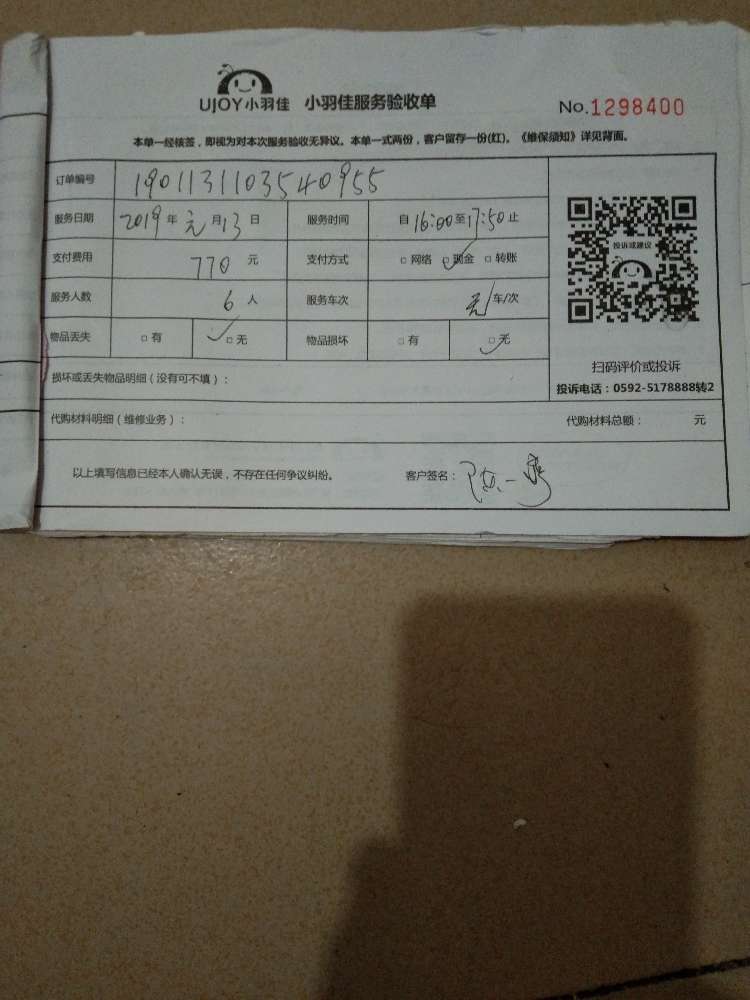 UJOY小羽佳 小羽佳服务验收单 No.1298400
本单一经核签，即视为对本次服务验收无异议。本单一式两份，客户留存一份(红)。《维保须知》详见背面。
订单编号 190113110354​0955
服务日期 2019年元月13日 服务时间 自16:00至17:50止
支付费用 770元 支付方式 □网络 ☑现金 □转账
服务人数 6人 服务车次 车/次
物品丢失 □有 ☑无 物品损坏 □有 ☑无
投诉或建议
扫码评价或投诉
投诉电话：0592-5178888转2
损坏或丢失物品明细（没有可不填）：
代购材料明细（维修业务）： 代购材料总额： 元
以上填写信息已经本人确认无误，不存在任何争议纠纷。 客户签名：